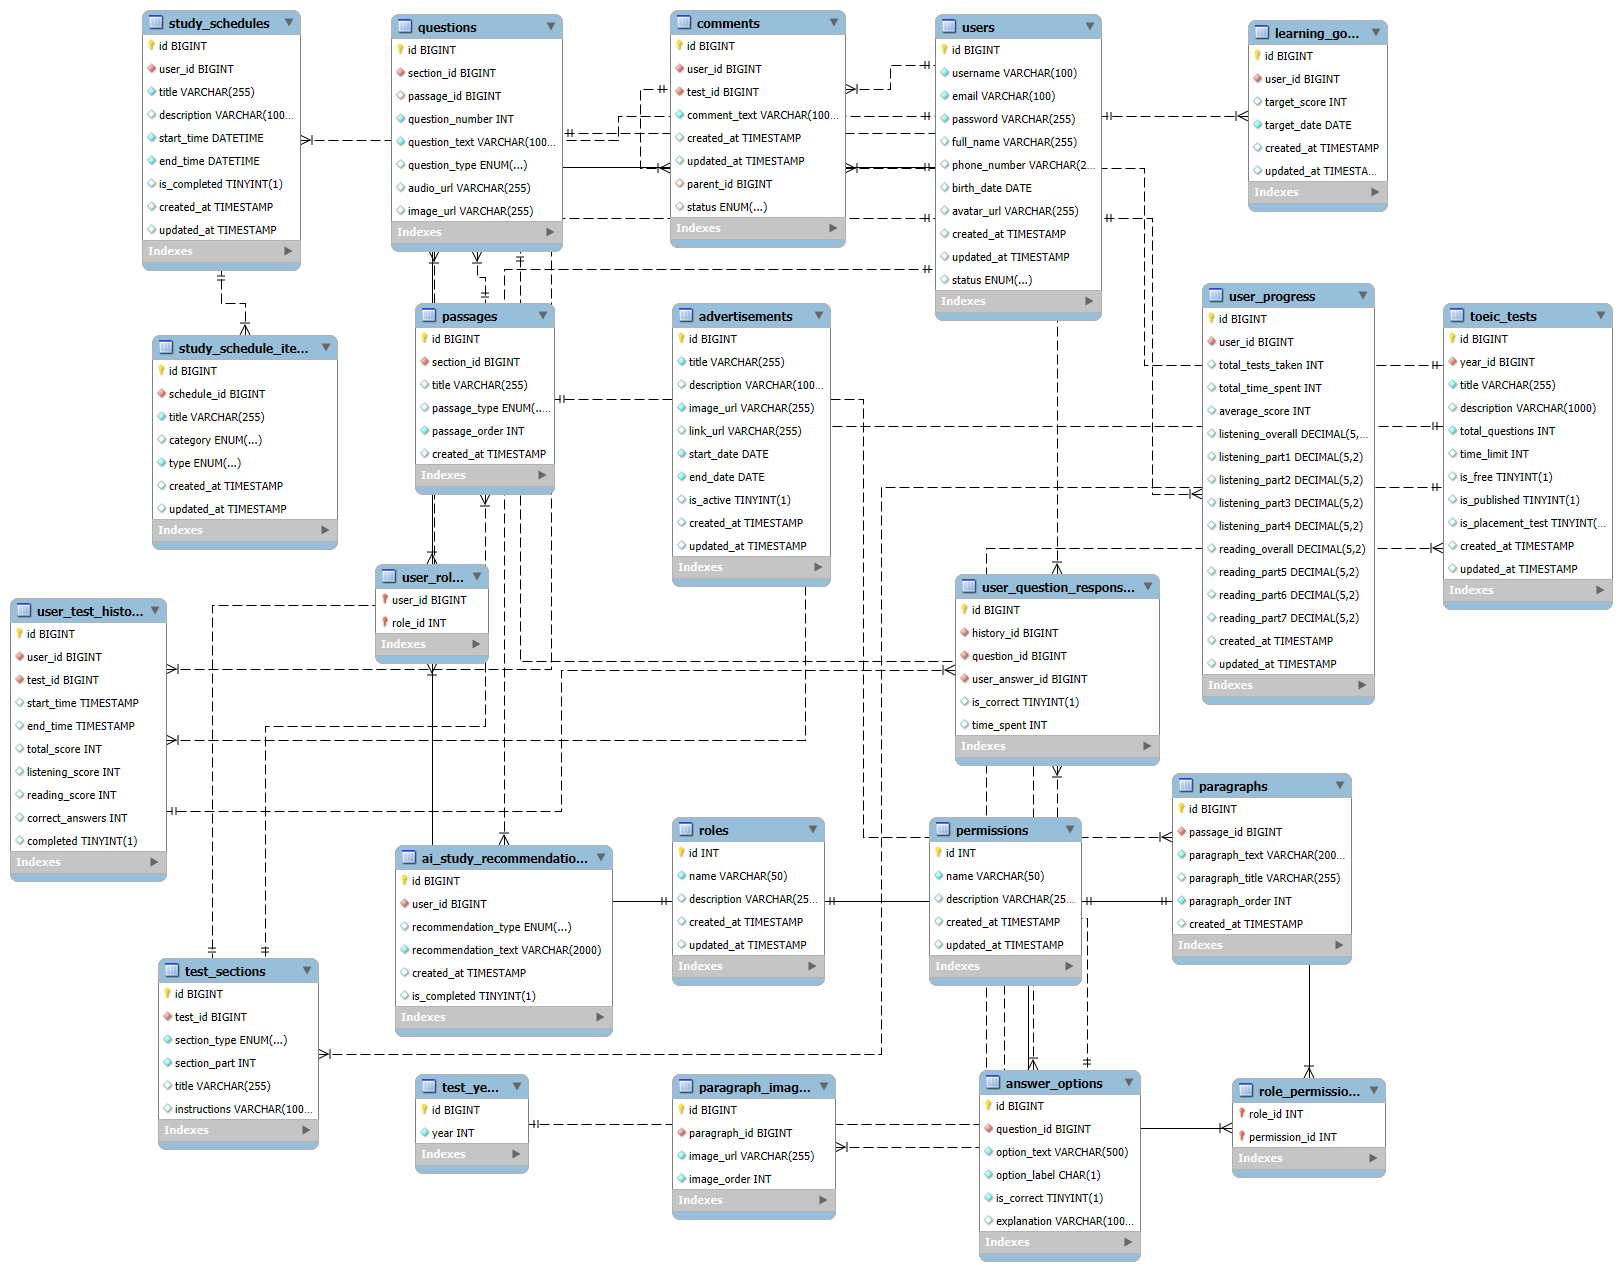 study_schedules
id BIGINT
user_id BIGINT
title VARCHAR(255)
description VARCHAR(100...
start_time DATETIME
end_time DATETIME
is_completed TINYINT(1)
created_at TIMESTAMP
updated_at TIMESTAMP
Indexes
questions
id BIGINT
section_id BIGINT
passage_id BIGINT
question_number INT
question_text VARCHAR(100...
question_type ENUM(...)
audio_url VARCHAR(255)
image_url VARCHAR(255)
Indexes
comments
id BIGINT
user_id BIGINT
test_id BIGINT
comment_text VARCHAR(100...
created_at TIMESTAMP
updated_at TIMESTAMP
parent_id BIGINT
status ENUM(...)
Indexes
users
id BIGINT
username VARCHAR(100)
email VARCHAR(100)
password VARCHAR(255)
full_name VARCHAR(255)
phone_number VARCHAR(2...
birth_date DATE
avatar_url VARCHAR(255)
created_at TIMESTAMP
updated_at TIMESTAMP
status ENUM(...)
Indexes
learning_go...
id BIGINT
user_id BIGINT
target_score INT
target_date DATE
created_at TIMESTAMP
updated_at TIMESTA...
Indexes
study_schedule_ite...
id BIGINT
schedule_id BIGINT
title VARCHAR(255)
category ENUM(...)
type ENUM(...)
created_at TIMESTAMP
updated_at TIMESTAMP
Indexes
passages
id BIGINT
section_id BIGINT
title VARCHAR(255)
passage_type ENUM(...
passage_order INT
created_at TIMESTAMP
Indexes
advertisements
id BIGINT
title VARCHAR(255)
description VARCHAR(100...
image_url VARCHAR(255)
link_url VARCHAR(255)
start_date DATE
end_date DATE
is_active TINYINT(1)
created_at TIMESTAMP
updated_at TIMESTAMP
Indexes
user_progress
id BIGINT
user_id BIGINT
total_tests_taken INT
total_time_spent INT
average_score INT
listening_overall DECIMAL(5,...
listening_part1 DECIMAL(5,2)
listening_part2 DECIMAL(5,2)
listening_part3 DECIMAL(5,2)
listening_part4 DECIMAL(5,2)
reading_overall DECIMAL(5,2)
reading_part5 DECIMAL(5,2)
reading_part6 DECIMAL(5,2)
reading_part7 DECIMAL(5,2)
created_at TIMESTAMP
updated_at TIMESTAMP
Indexes
toeic_tests
id BIGINT
year_id BIGINT
title VARCHAR(255)
description VARCHAR(1000)
total_questions INT
time_limit INT
is_free TINYINT(1)
is_published TINYINT(1)
is_placement_test TINYINT(...
created_at TIMESTAMP
updated_at TIMESTAMP
Indexes
user_test_histo...
id BIGINT
user_id BIGINT
test_id BIGINT
start_time TIMESTAMP
end_time TIMESTAMP
total_score INT
listening_score INT
reading_score INT
correct_answers INT
completed TINYINT(1)
Indexes
user_rol...
user_id BIGINT
role_id INT
Indexes
user_question_respons...
id BIGINT
history_id BIGINT
question_id BIGINT
user_answer_id BIGINT
is_correct TINYINT(1)
time_spent INT
Indexes
ai_study_recommendatio...
id BIGINT
user_id BIGINT
recommendation_type ENUM(...)
recommendation_text VARCHAR(2000)
created_at TIMESTAMP
is_completed TINYINT(1)
Indexes
roles
id INT
name VARCHAR(50)
description VARCHAR(25...
created_at TIMESTAMP
updated_at TIMESTAMP
Indexes
permissions
id INT
name VARCHAR(50)
description VARCHAR(25...
created_at TIMESTAMP
updated_at TIMESTAMP
Indexes
paragraphs
id BIGINT
passage_id BIGINT
paragraph_text VARCHAR(200...
paragraph_title VARCHAR(255)
paragraph_order INT
created_at TIMESTAMP
Indexes
test_sections
id BIGINT
test_id BIGINT
section_type ENUM(...)
section_part INT
title VARCHAR(255)
instructions VARCHAR(100...
Indexes
test_ye...
id BIGINT
year INT
Indexes
paragraph_imag...
id BIGINT
paragraph_id BIGINT
image_url VARCHAR(255)
image_order INT
Indexes
answer_options
id BIGINT
question_id BIGINT
option_text VARCHAR(500)
option_label CHAR(1)
is_correct TINYINT(1)
explanation VARCHAR(100...
Indexes
role_permissio...
role_id INT
permission_id INT
Indexes